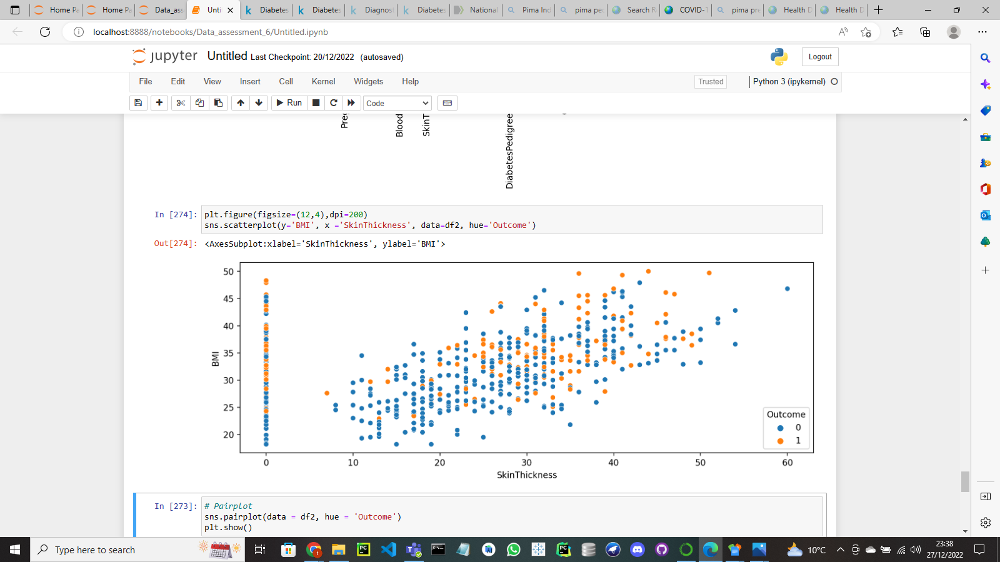 Home Pa
Home Pa
Data_ass
Unti
Diabetes
Diabetes
Diagnost
Diabetes
National
Pima Ind
pima pe
Search R
COVID-1
pima pre
Health D
Health D
localhost:8888/notebooks/Data_assessment_6/Untitled.ipynb
jupyter Untitled Last Checkpoint: 20/12/2022 (autosaved)
Logout
File Edit View Insert Cell Kernel Widgets Help
Trusted
Python 3 (ipykernel)
Run
Code
Preg
Blood
SkinT
DiabetesPedigree
In [274]: plt.figure(figsize=(12,4),dpi=200)
sns.scatterplot(y='BMI', x ='SkinThickness', data=df2, hue='Outcome')
Out[274]: <AxesSubplot:xlabel='SkinThickness', ylabel='BMI'>
50
45
40
35
30
25
20
BMI
Outcome
0
1
0 10 20 30 40 50 60
SkinThickness
In [273]: # Pairplot
sns.pairplot(data = df2, hue = 'Outcome')
plt.show()
Type here to search
10°C
23:38
27/12/2022